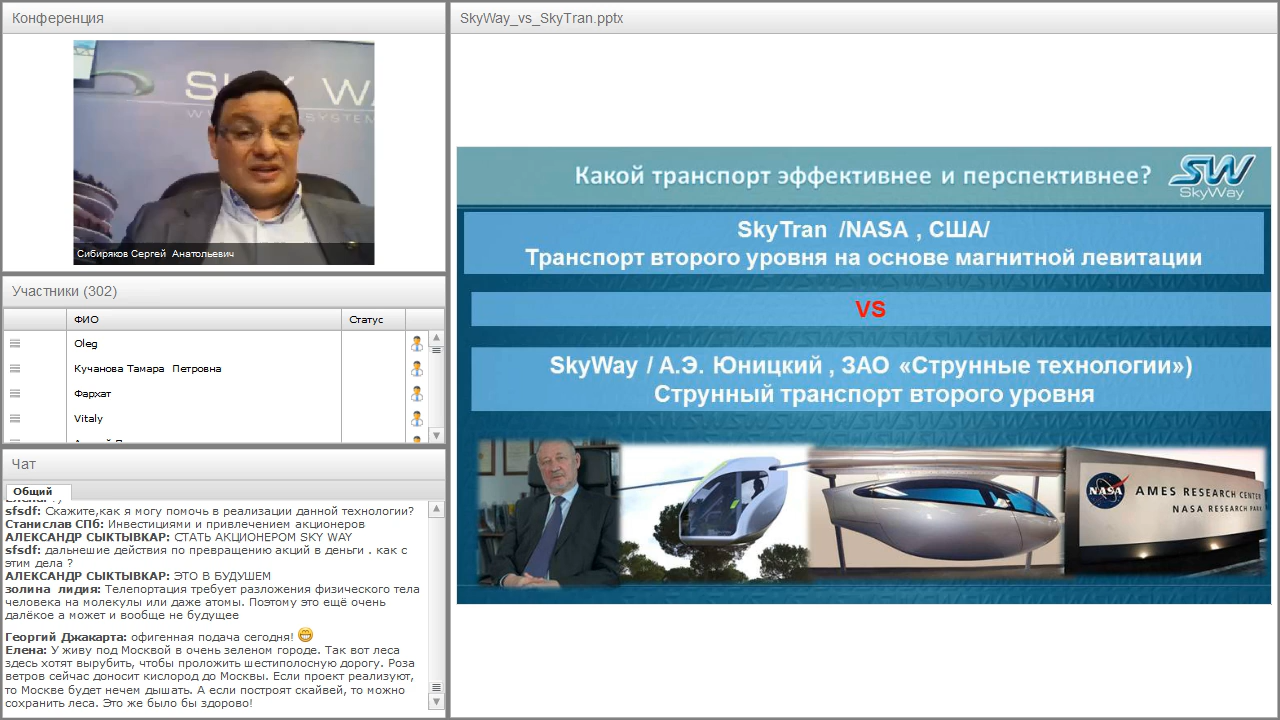 Конференция
SKY WA
SYSTEM
Сибиряков Сергей Анатольевич
Участники (302)
ФИО Статус
Oleg
Кучанова Тамара Петровна
Фархат
Vitaly
Чат
Общий
sfsdf: Скажите,как я могу помочь в реализации данной технологии?
Станислав СПб: Инвестициями и привлечением акционеров
АЛЕКСАНДР СЫКТЫВКАР: СТАТЬ АКЦИОНЕРОМ SKY WAY
sfsdf: дальнешие действия по превращению акций в деньги . как с
этим дела ?
АЛЕКСАНДР СЫКТЫВКАР: ЭТО В БУДУШЕМ
золина лидия: Телепортация требует разложения физического тела
человека на молекулы или даже атомы. Поэтому это ещё очень
далёкое а может и вообще не будущее
Георгий Джакарта: офигенная подача сегодня!
Елена: У живу под Москвой в очень зеленом городе. Так вот леса
здесь хотят вырубить, чтобы проложить шестиполосную дорогу. Роза
ветров сейчас доносит кислород до Москвы. Если проект реализуют,
то Москве будет нечем дышать. А если построят скайвей, то можно
сохранить леса. Это же было бы здорово!
SkyWay_vs_SkyTran.pptx
Какой транспорт эффективнее и перспективнее?
SW
SkyWay
SkyTran /NASA , США/
Транспорт второго уровня на основе магнитной левитации
VS
SkyWay / А.Э. Юницкий , ЗАО «Струнные технологии»)
Струнный транспорт второго уровня
NASA
AMES RESEARCH CENTER
NASA RESEARCH PARK